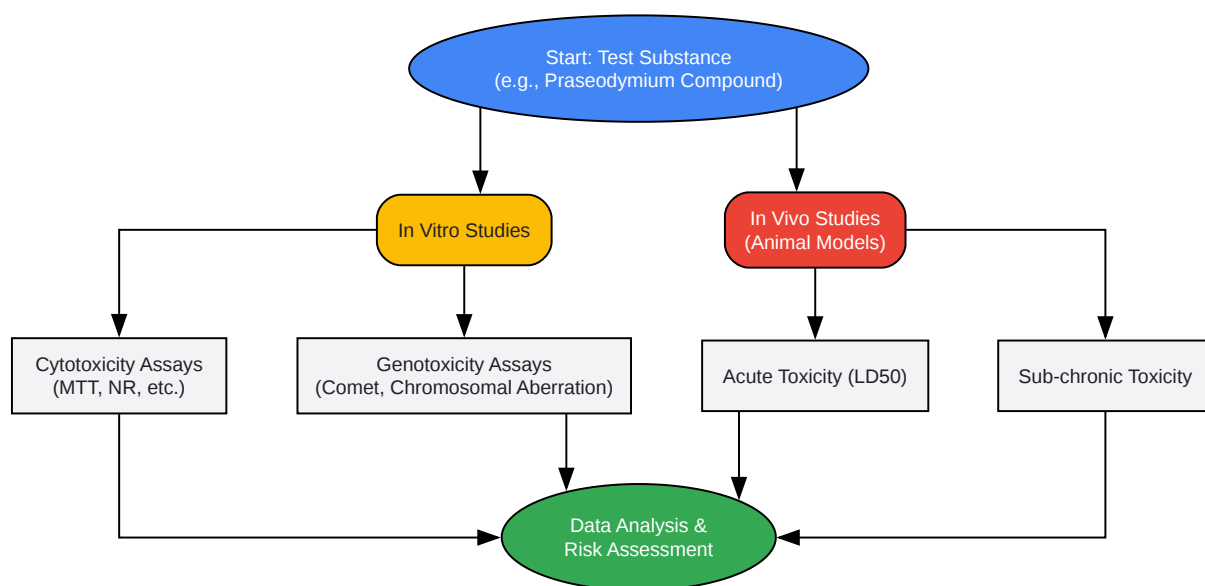 Start: Test Substance
(e.g., Praseodymium Compound)
In Vitro Studies
In Vivo Studies
(Animal Models)
Cytotoxicity Assays
(MTT, NR, etc.)
Genotoxicity Assays
(Comet, Chromosomal Aberration)
Acute Toxicity (LD50)
Sub-chronic Toxicity
Data Analysis &
Risk Assessment